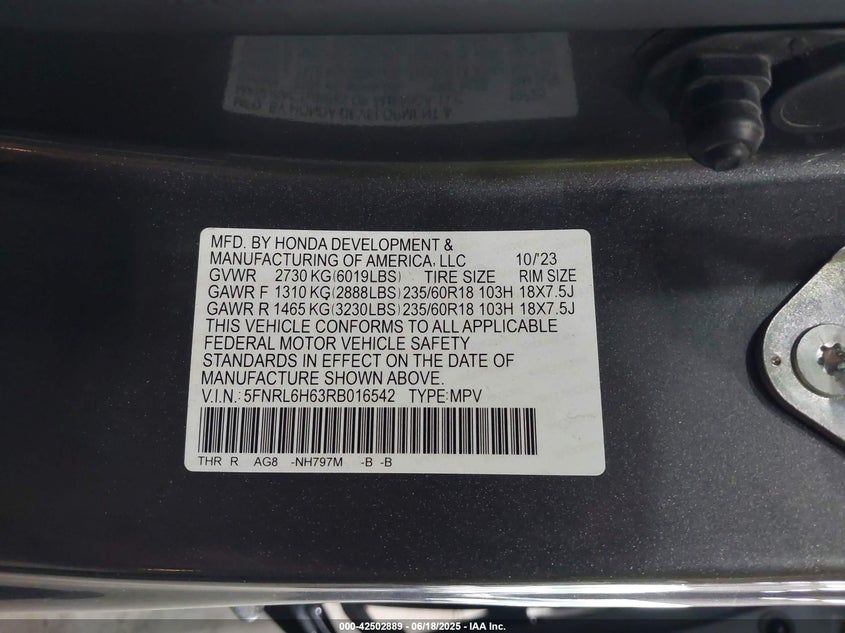 MFD. BY HONDA DEVELOPMENT &
MANUFACTURING OF AMERICA, LLC 10/'23
GVWR 2730 KG(6019LBS) TIRE SIZE RIM SIZE
GAWR F 1310 KG(2888LBS) 235/60R18 103H 18X7.5J
GAWR R 1465 KG(3230LBS) 235/60R18 103H 18X7.5J
THIS VEHICLE CONFORMS TO ALL APPLICABLE
FEDERAL MOTOR VEHICLE SAFETY
STANDARDS IN EFFECT ON THE DATE OF
MANUFACTURE SHOWN ABOVE.
V.I.N.: 5FNRL6H63RB016542 TYPE:MPV
THR R AG8 -NH797M -B -B
000-42502889 - 06/18/2025 - IAA Inc.